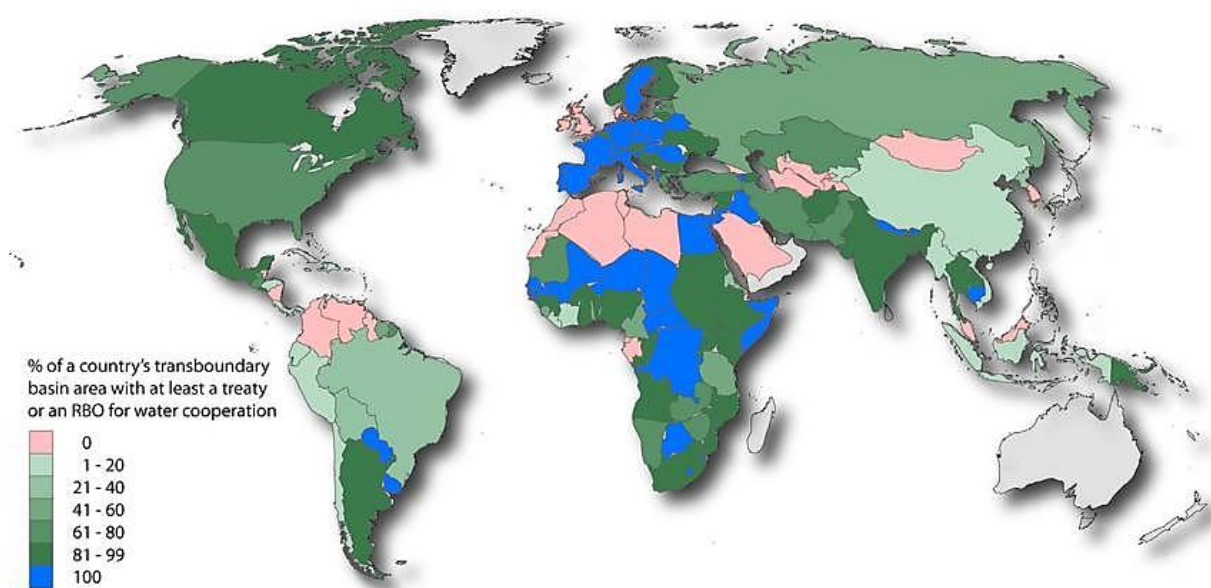 % of a country's transboundary
basin area with at least a treaty
or an RBO for water cooperation
0
1 - 20
21 - 40
41 - 60
61 - 80
81 - 99
100